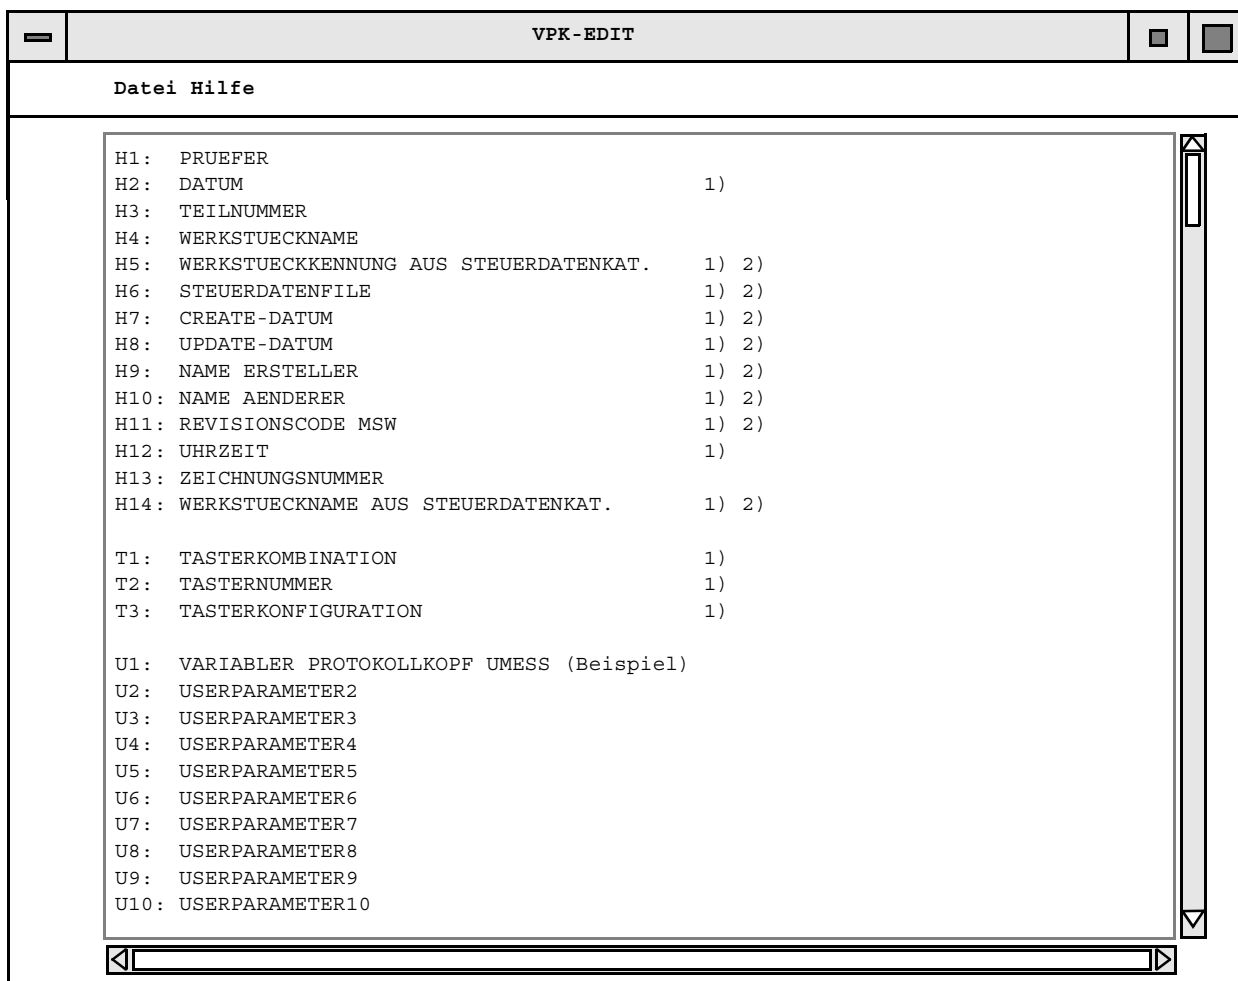 VPK-EDIT
Datei Hilfe
H1: PRUEFER
H2: DATUM 1)
H3: TEILNUMMER
H4: WERKSTUECKNAME
H5: WERKSTUECKKENNUNG AUS STEUERDATENKAT. 1) 2)
H6: STEUERDATENFILE 1) 2)
H7: CREATE-DATUM 1) 2)
H8: UPDATE-DATUM 1) 2)
H9: NAME ERSTELLER 1) 2)
H10: NAME AENDERER 1) 2)
H11: REVISIONSCODE MSW 1) 2)
H12: UHRZEIT 1)
H13: ZEICHNUNGSNUMMER
H14: WERKSTUECKNAME AUS STEUERDATENKAT. 1) 2)
T1: TASTERKOMBINATION 1)
T2: TASTERNUMMER 1)
T3: TASTERKONFIGURATION 1)
U1: VARIABLER PROTOKOLLKOPF UMESS (Beispiel)
U2: USERPARAMETER2
U3: USERPARAMETER3
U4: USERPARAMETER4
U5: USERPARAMETER5
U6: USERPARAMETER6
U7: USERPARAMETER7
U8: USERPARAMETER8
U9: USERPARAMETER9
U10: USERPARAMETER10